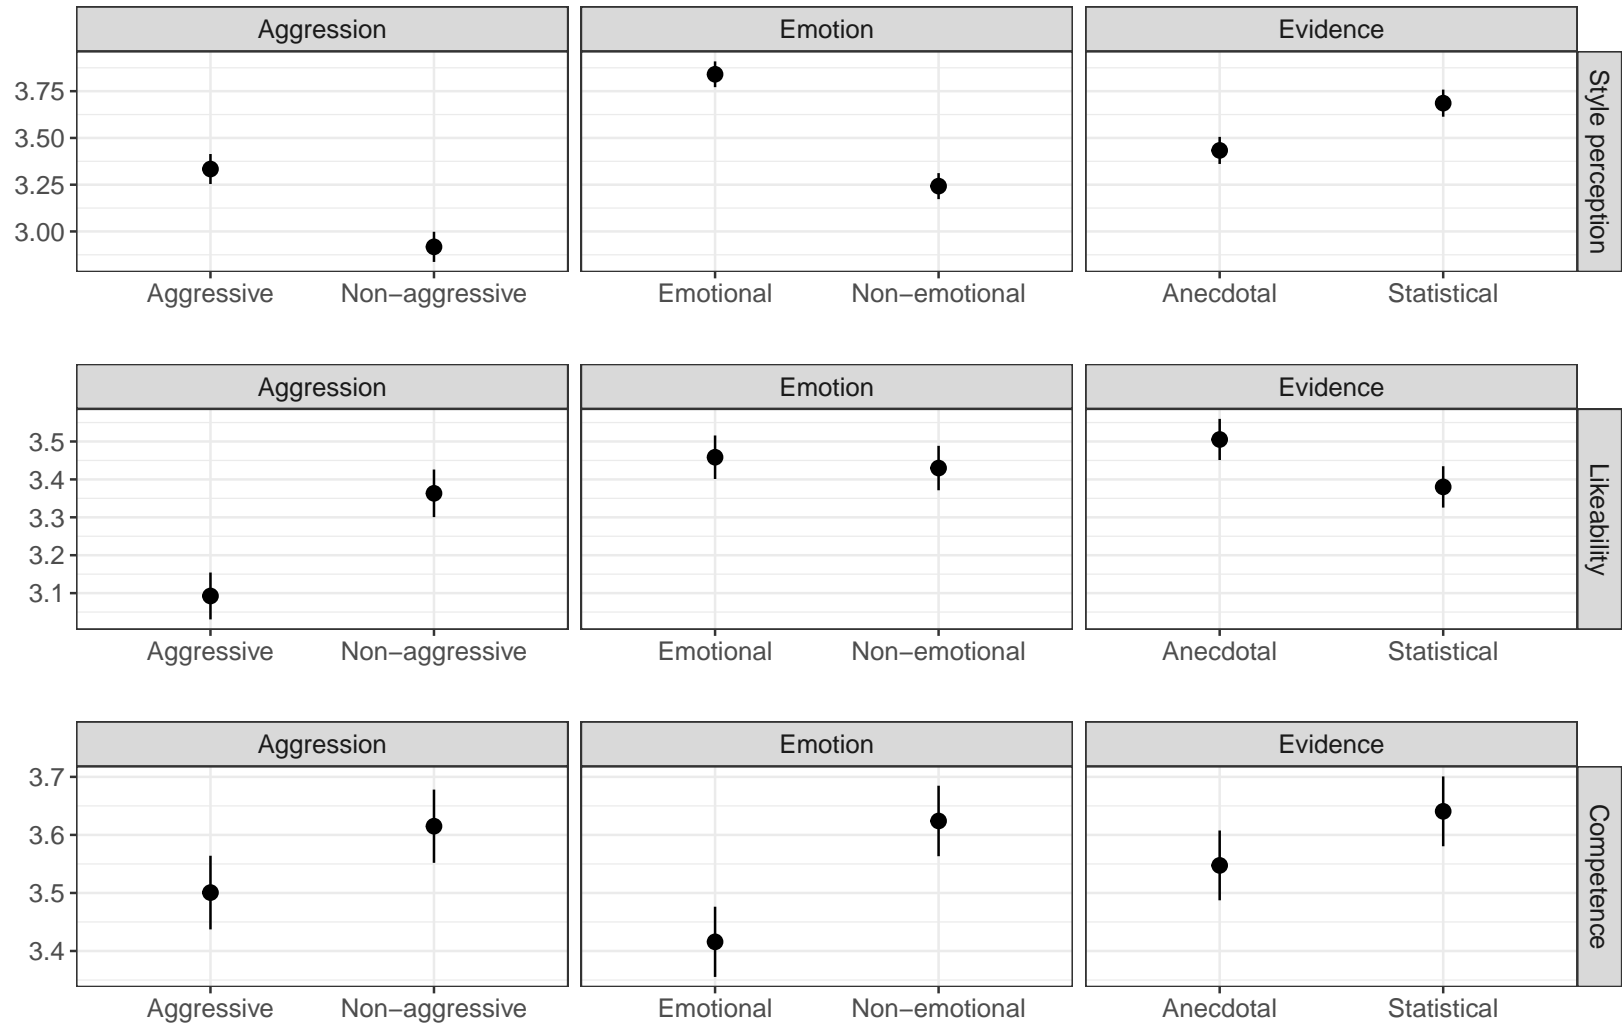 Aggression Emotion Evidence
3.75
3.50
3.25
3.00
Style perception
Aggressive Non−aggressive Emotional Non−emotional Anecdotal Statistical
Aggression Emotion Evidence
3.5
3.4
3.3
3.2
3.1
Likeability
Aggressive Non−aggressive Emotional Non−emotional Anecdotal Statistical
Aggression Emotion Evidence
3.7
3.6
3.5
3.4
Competence
Aggressive Non−aggressive Emotional Non−emotional Anecdotal Statistical